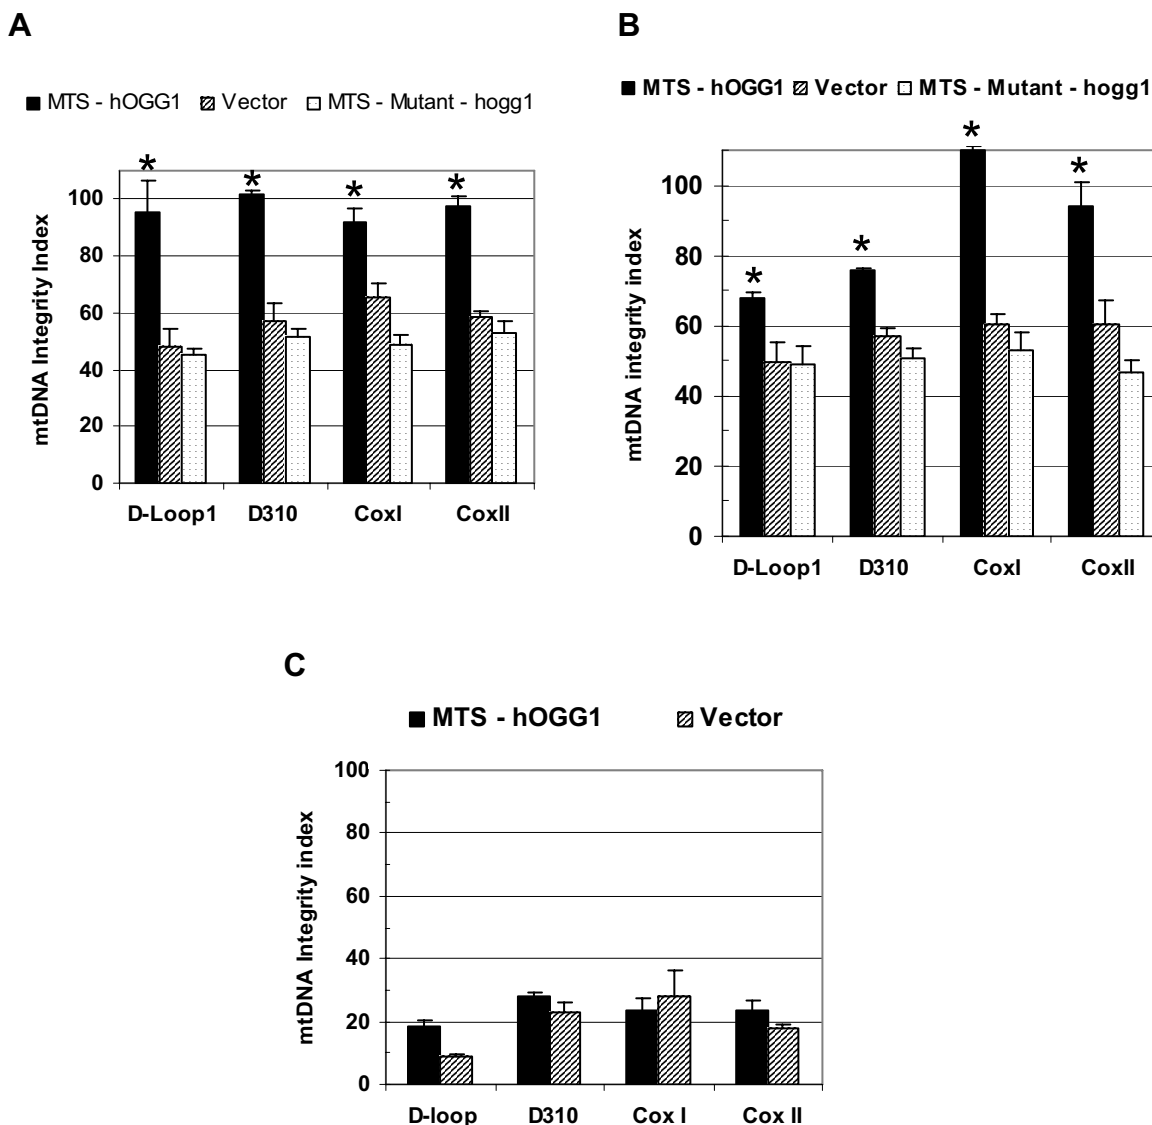 A
MTS - hOGG1 Vector MTS - Mutant - hogg1
mtDNA Integrity Index
100
80
60
40
20
0
* * * *
D-Loop1 D310 CoxI CoxII
B
MTS - hOGG1 Vector MTS - Mutant - hogg1
mtDNA integrity index
100
80
60
40
20
0
* * * *
D-Loop1 D310 CoxI CoxII
C
MTS - hOGG1 Vector
mtDNA Integrity index
100
80
60
40
20
0
D-loop D310 Cox I Cox II